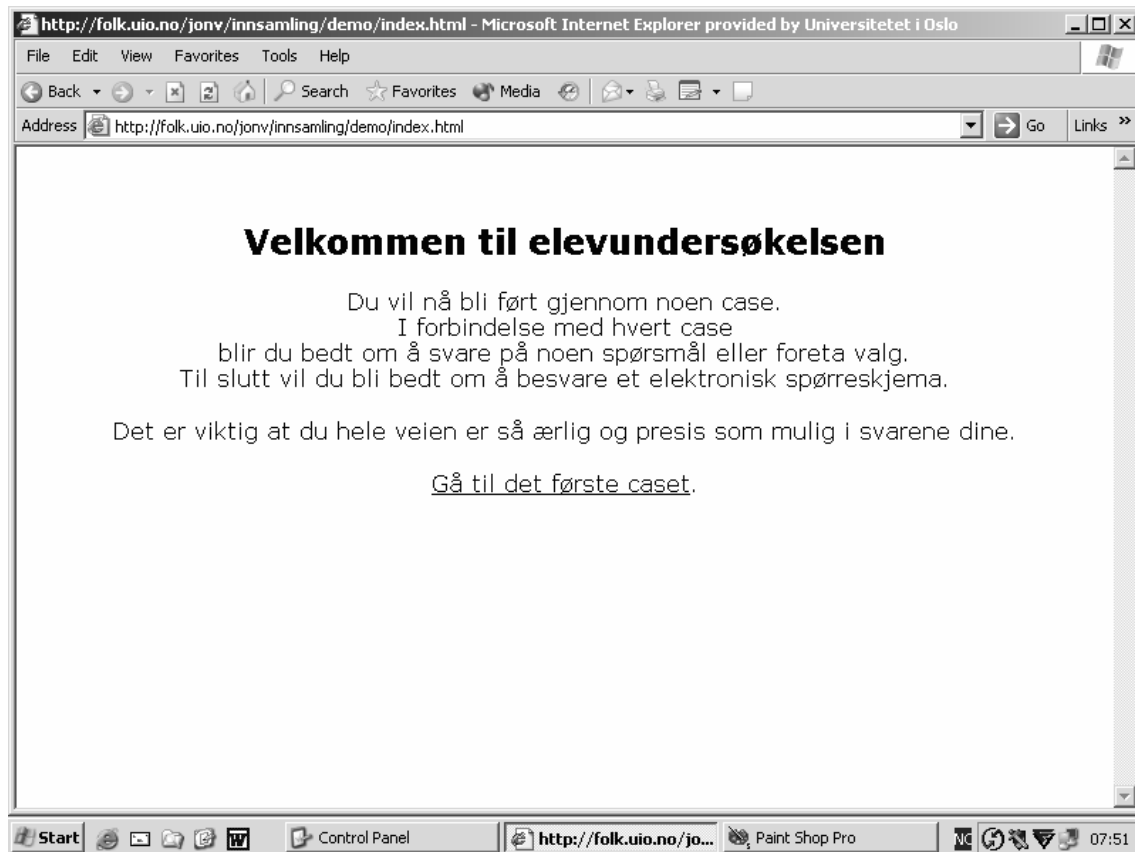 http://folk.uio.no/jonv/innsamling/demo/index.html - Microsoft Internet Explorer provided by Universitetet i Oslo
File Edit View Favorites Tools Help
Back Search Favorites Media
Address http://folk.uio.no/jonv/innsamling/demo/index.html Go Links »
Velkommen til elevundersøkelsen
Du vil nå bli ført gjennom noen case.
I forbindelse med hvert case
blir du bedt om å svare på noen spørsmål eller foreta valg.
Til slutt vil du bli bedt om å besvare et elektronisk spørreskjema.
Det er viktig at du hele veien er så ærlig og presis som mulig i svarene dine.
Gå til det første caset.
Start Control Panel http://folk.uio.no/jo... Paint Shop Pro 07:51